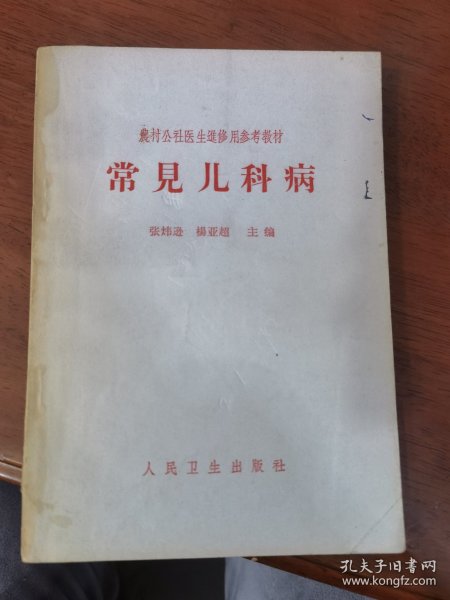 農村公社医生進修用参考教材
常見儿科病
张炜逊 楊亚超 主编
人民卫生出版社
孔夫子旧书网
www.kongfz.com